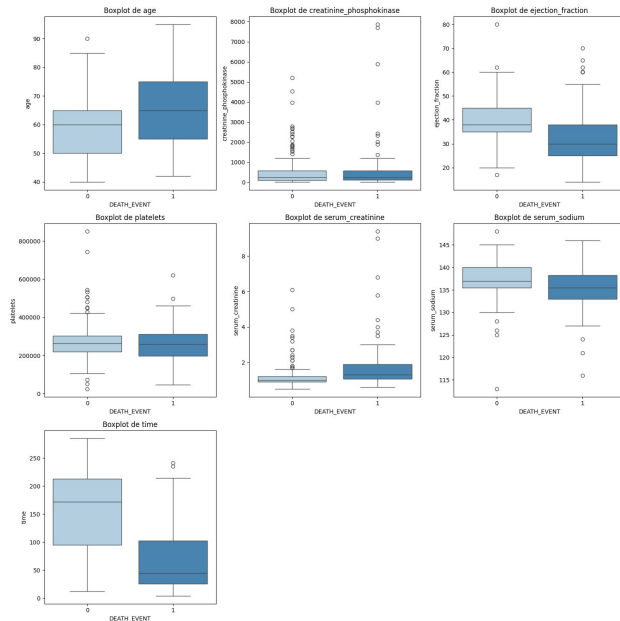 Boxplot de age
90
80
70
60
50
40
age
0
1
DEATH_EVENT
Boxplot de creatinine_phosphokinase
8000
7000
6000
5000
4000
3000
2000
1000
0
creatinine_phosphokinase
0
1
DEATH_EVENT
Boxplot de ejection_fraction
80
70
60
50
40
30
20
ejection_fraction
0
1
DEATH_EVENT
Boxplot de platelets
800000
600000
400000
200000
0
platelets
0
1
DEATH_EVENT
Boxplot de serum_creatinine
8
6
4
2
serum_creatinine
0
1
DEATH_EVENT
Boxplot de serum_sodium
145
140
135
130
125
120
115
serum_sodium
0
1
DEATH_EVENT
Boxplot de time
250
200
150
100
50
0
time
0
1
DEATH_EVENT